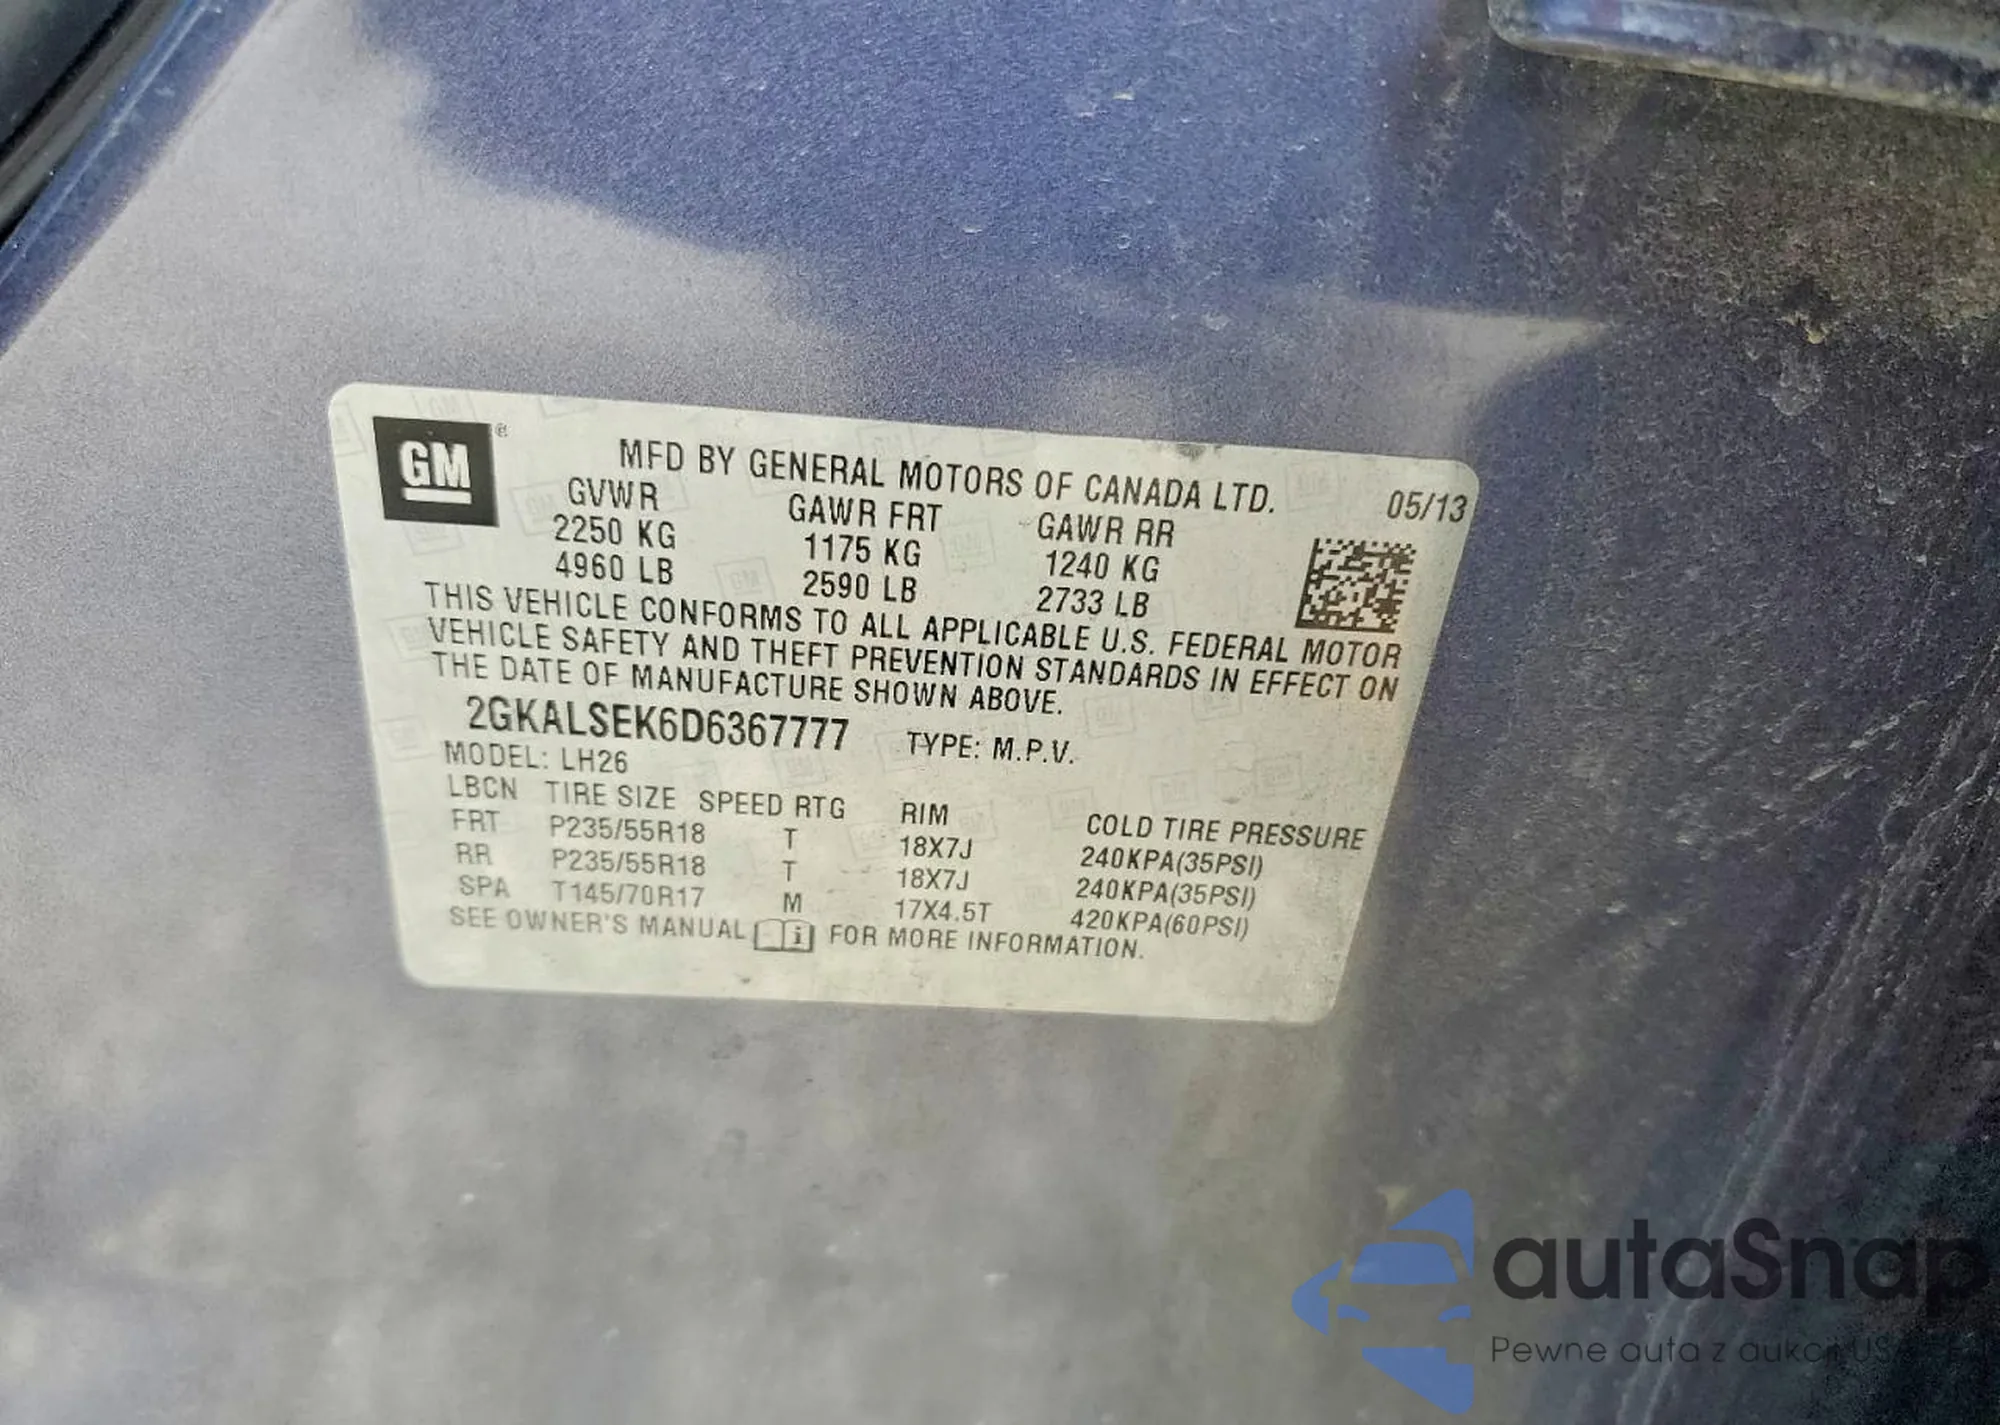 GM®
MFD BY GENERAL MOTORS OF CANADA LTD.
05/13
GVWR GAWR FRT GAWR RR
2250 KG 1175 KG 1240 KG
4960 LB 2590 LB 2733 LB
THIS VEHICLE CONFORMS TO ALL APPLICABLE U.S. FEDERAL MOTOR
VEHICLE SAFETY AND THEFT PREVENTION STANDARDS IN EFFECT ON
THE DATE OF MANUFACTURE SHOWN ABOVE.
2GKALSEK6D6367777 TYPE: M.P.V.
MODEL: LH26
LBCN TIRE SIZE SPEED RTG RIM COLD TIRE PRESSURE
FRT P235/55R18 T 18X7J 240KPA(35PSI)
RR P235/55R18 T 18X7J 240KPA(35PSI)
SPA T145/70R17 M 17X4.5T 420KPA(60PSI)
SEE OWNER'S MANUAL i FOR MORE INFORMATION.
autaSnap
Pewne auta z aukcji